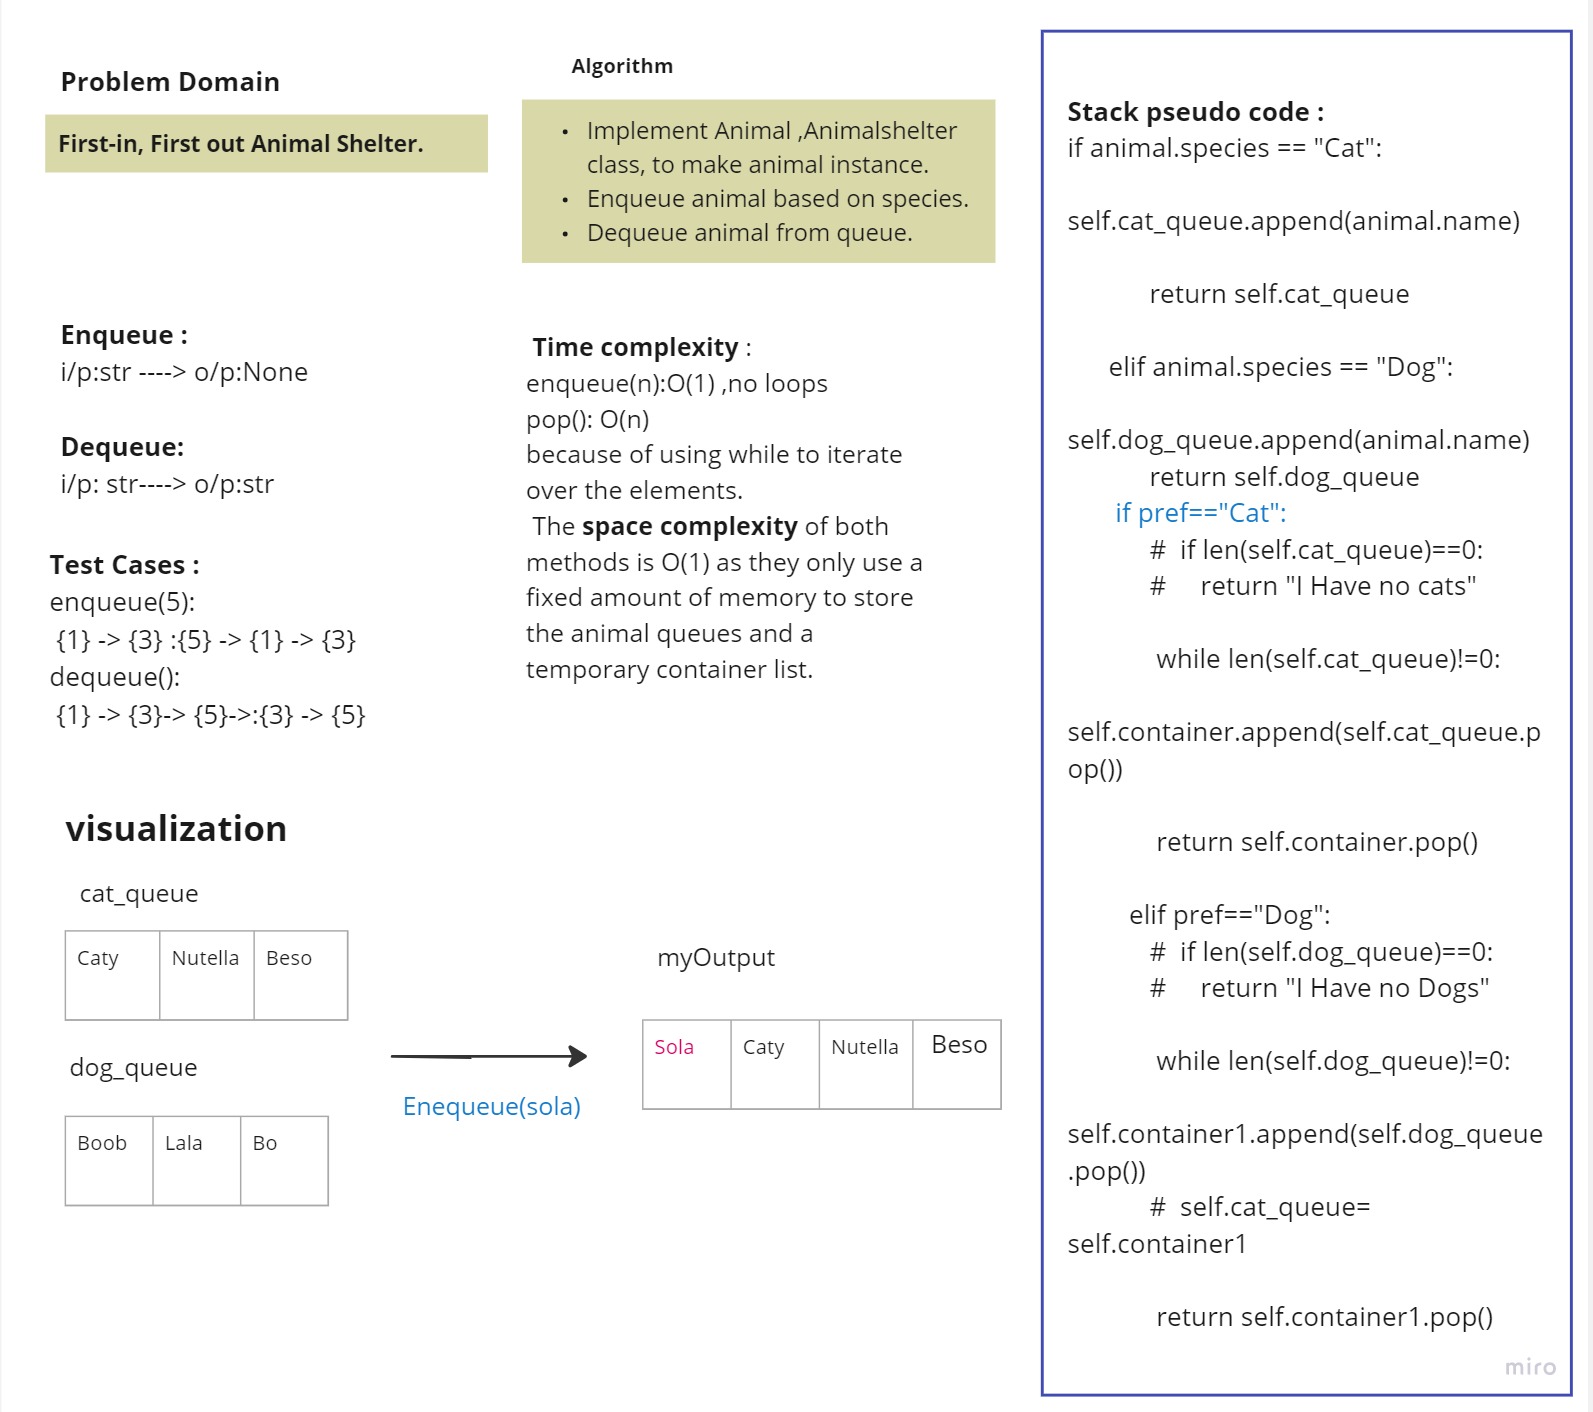 Problem Domain
First-in, First out Animal Shelter.
Enqueue :
i/p:str ----> o/p:None
Dequeue:
i/p: str----> o/p:str
Test Cases :
enqueue(5):
{1} -> {3} :{5} -> {1} -> {3}
dequeue():
{1} -> {3}-> {5}->:{3} -> {5}
Algorithm
• Implement Animal ,Animalshelter
class, to make animal instance.
• Enqueue animal based on species.
• Dequeue animal from queue.
Time complexity :
enqueue(n):O(1) ,no loops
pop(): O(n)
because of using while to iterate
over the elements.
The space complexity of both
methods is O(1) as they only use a
fixed amount of memory to store
the animal queues and a
temporary container list.
visualization
cat_queue
Caty Nutella Beso
dog_queue
Boob Lala Bo
Enequeue(sola)
myOutput
Sola Caty Nutella Beso
Stack pseudo code :
if animal.species == "Cat":
self.cat_queue.append(animal.name)
return self.cat_queue
elif animal.species == "Dog":
self.dog_queue.append(animal.name)
return self.dog_queue
if pref=="Cat":
# if len(self.cat_queue)==0:
# return "I Have no cats"
while len(self.cat_queue)!=0:
self.container.append(self.cat_queue.p
op())
return self.container.pop()
elif pref=="Dog":
# if len(self.dog_queue)==0:
# return "I Have no Dogs"
while len(self.dog_queue)!=0:
self.container1.append(self.dog_queue
.pop())
# self.cat_queue=
self.container1
return self.container1.pop()
miro